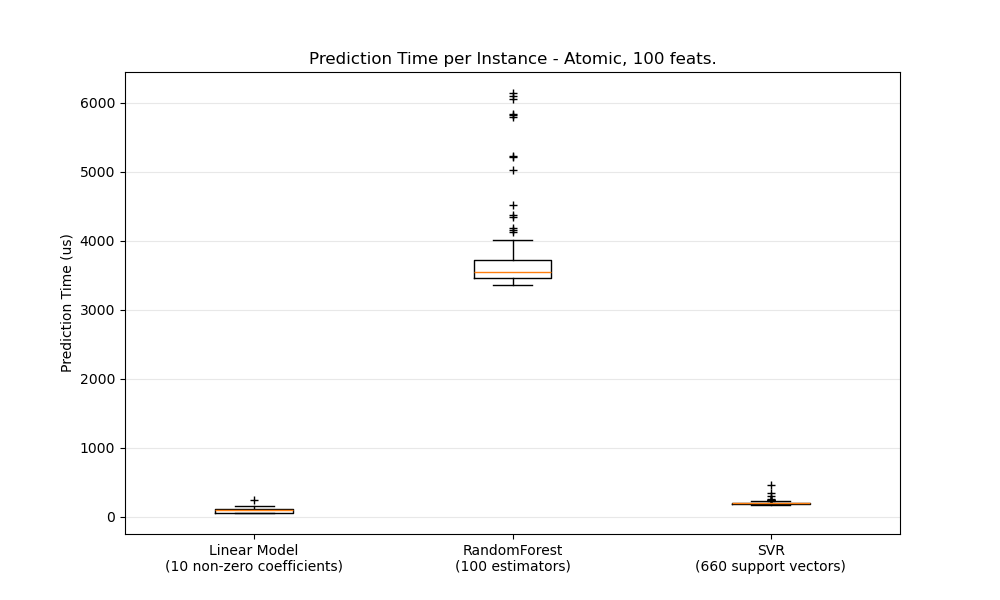 Prediction Time per Instance - Atomic, 100 feats.
Prediction Time (us)
6000
5000
4000
3000
2000
1000
0
Linear Model
(10 non-zero coefficients)
RandomForest
(100 estimators)
SVR
(660 support vectors)